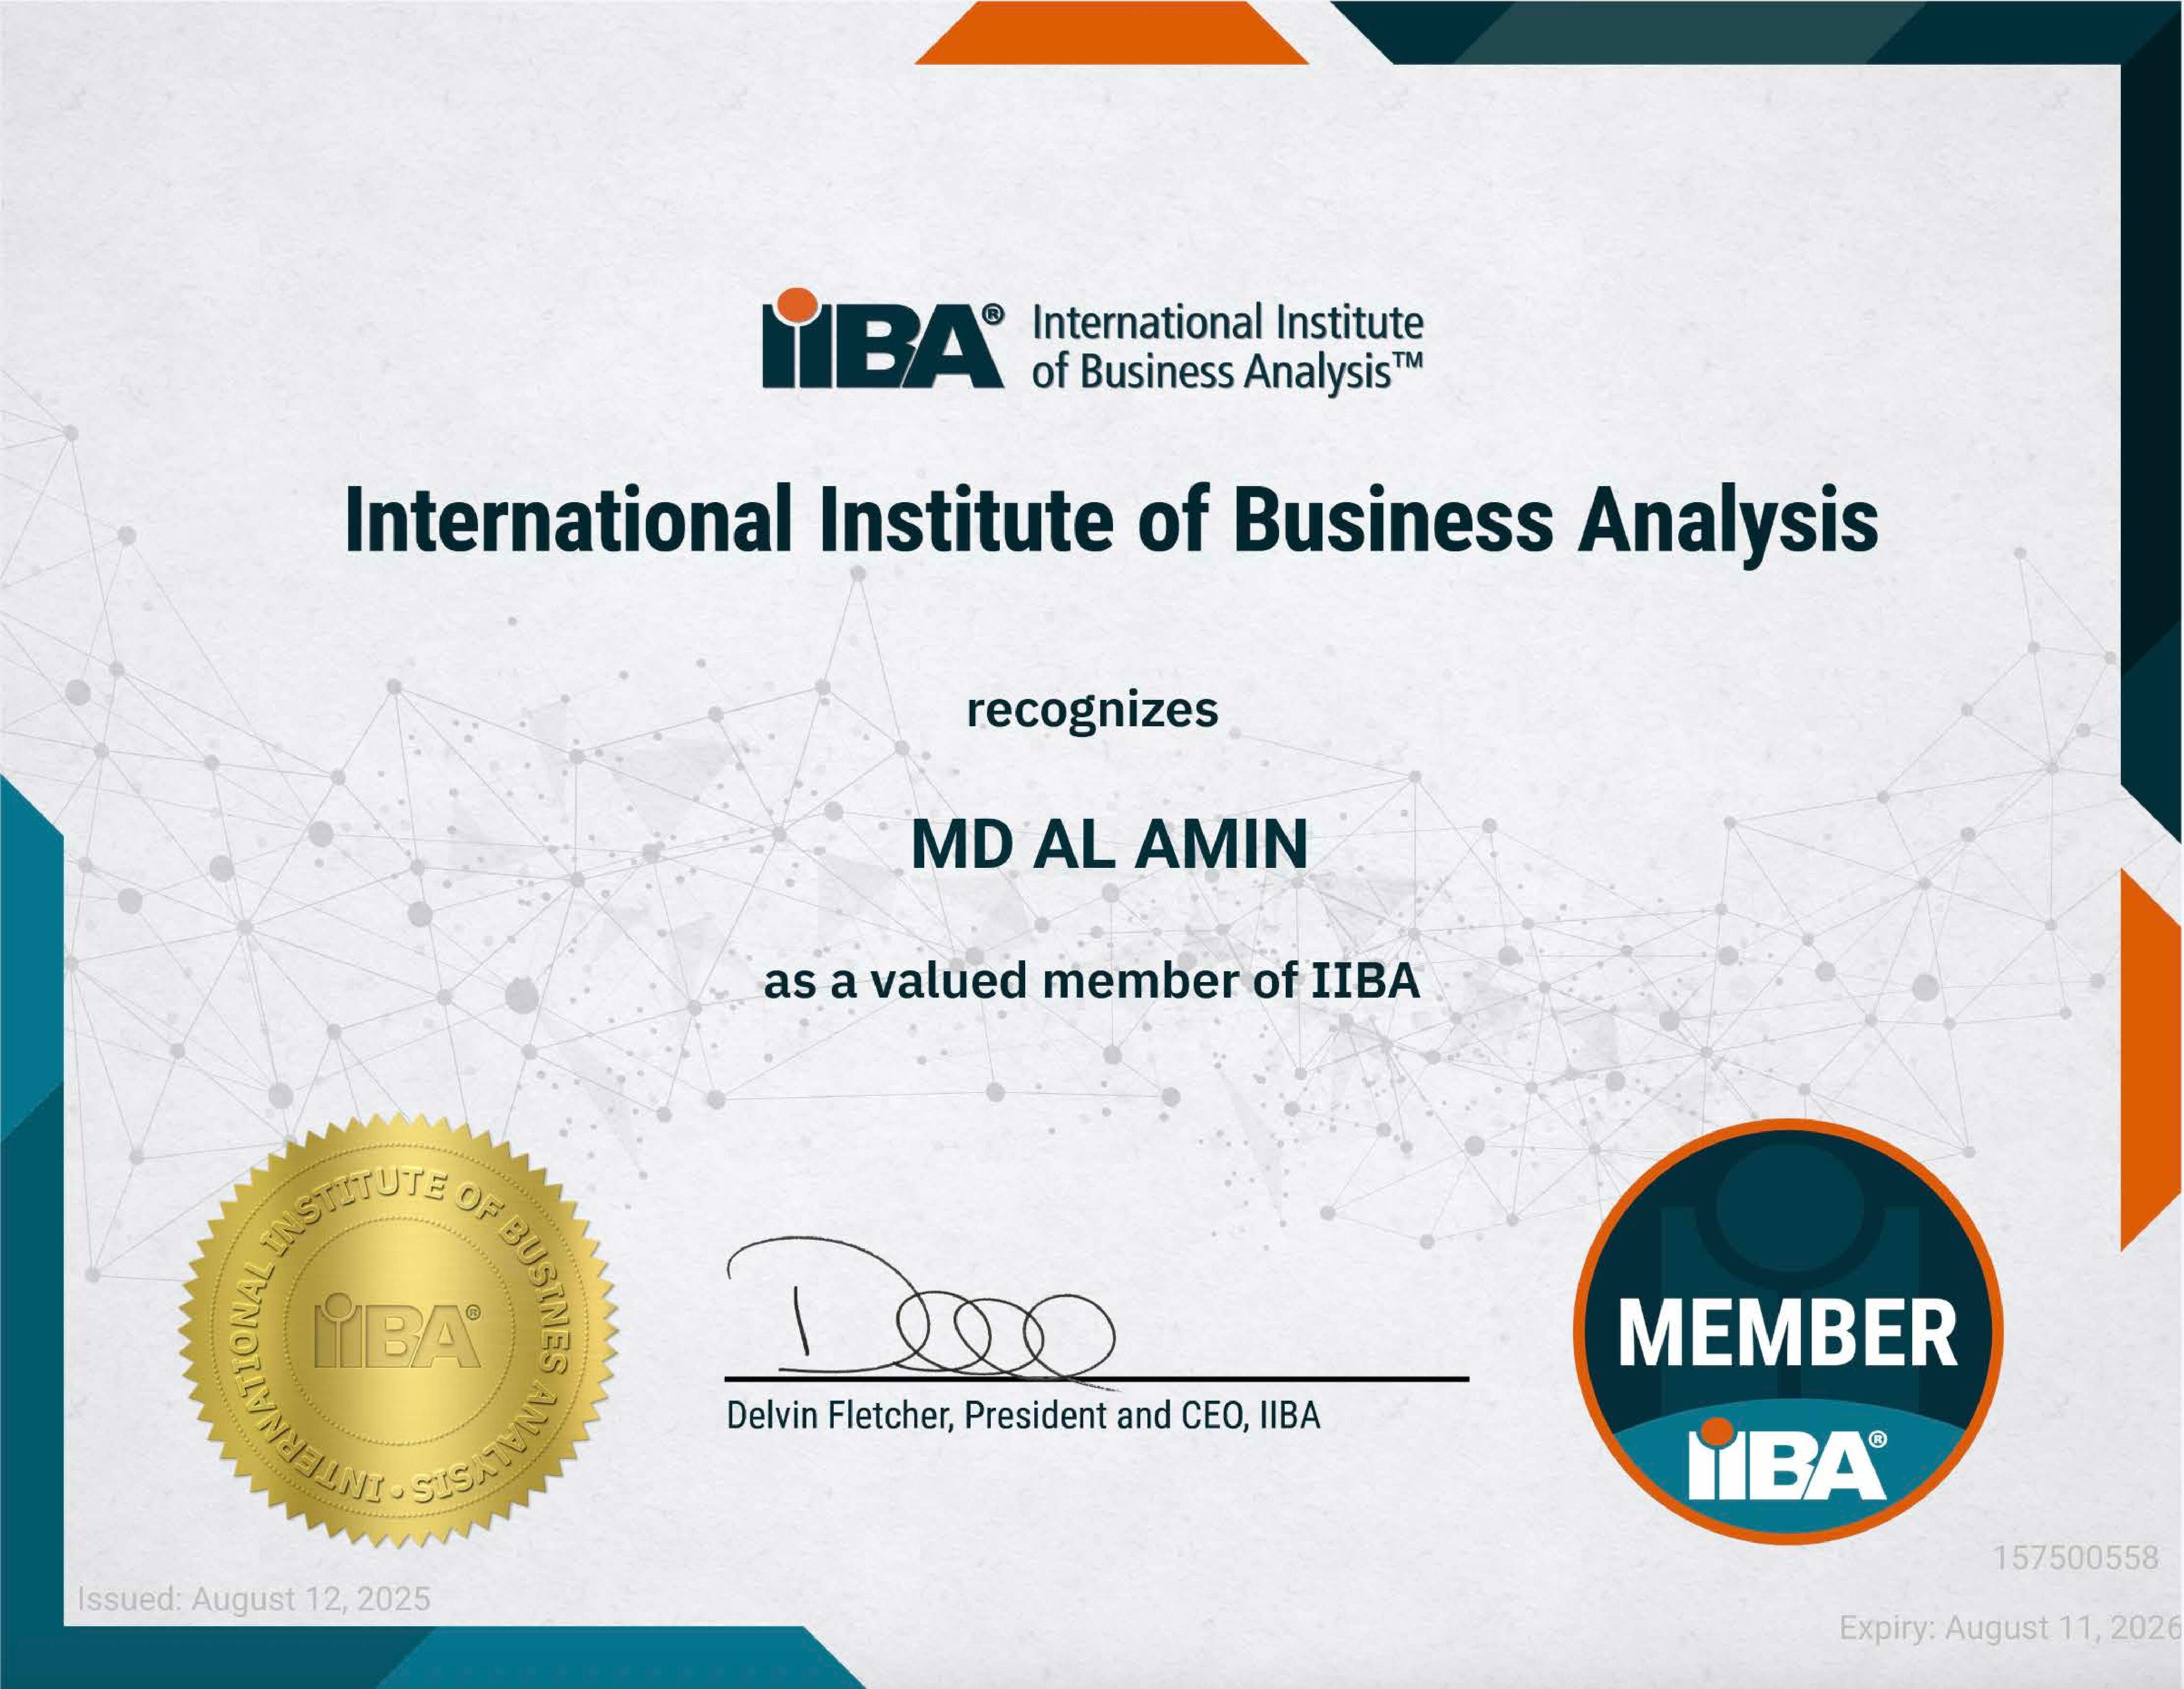 IIBA® International Institute
of Business Analysis™
International Institute of Business Analysis
recognizes
MD AL AMIN
as a valued member of IIBA
INTERNATIONAL INSTITUTE OF BUSINESS ANALYSIS •
IIBA®
Delvin Fletcher, President and CEO, IIBA
MEMBER
IIBA®
157500558
Issued: August 12, 2025
Expiry: August 11, 2026